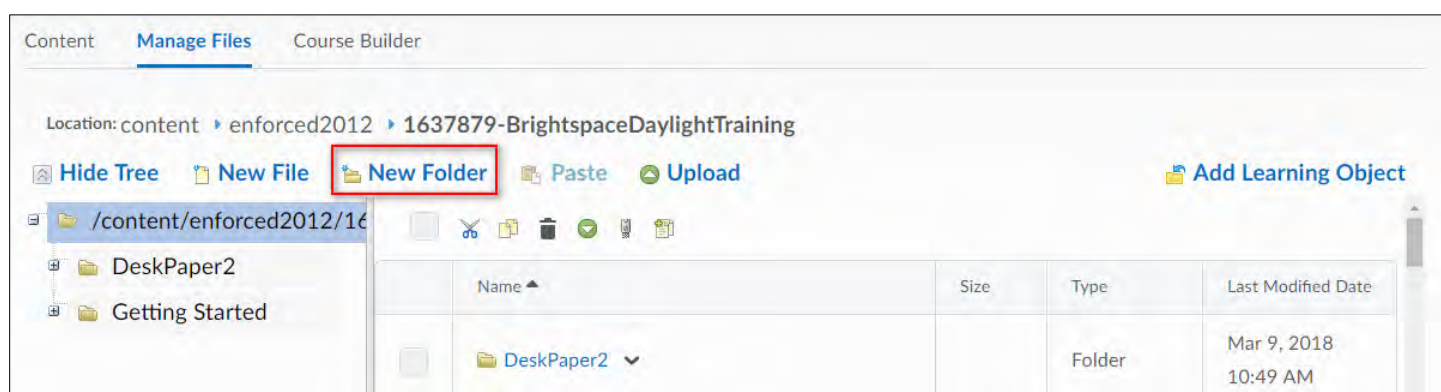 Content Manage Files Course Builder
Location: content enforced2012 1637879-BrightspaceDaylightTraining
Hide Tree New File New Folder Paste Upload Add Learning Object
/content/enforced2012/16
DeskPaper2
Getting Started
Name Size Type Last Modified Date
DeskPaper2 Folder Mar 9, 2018
10:49 AM